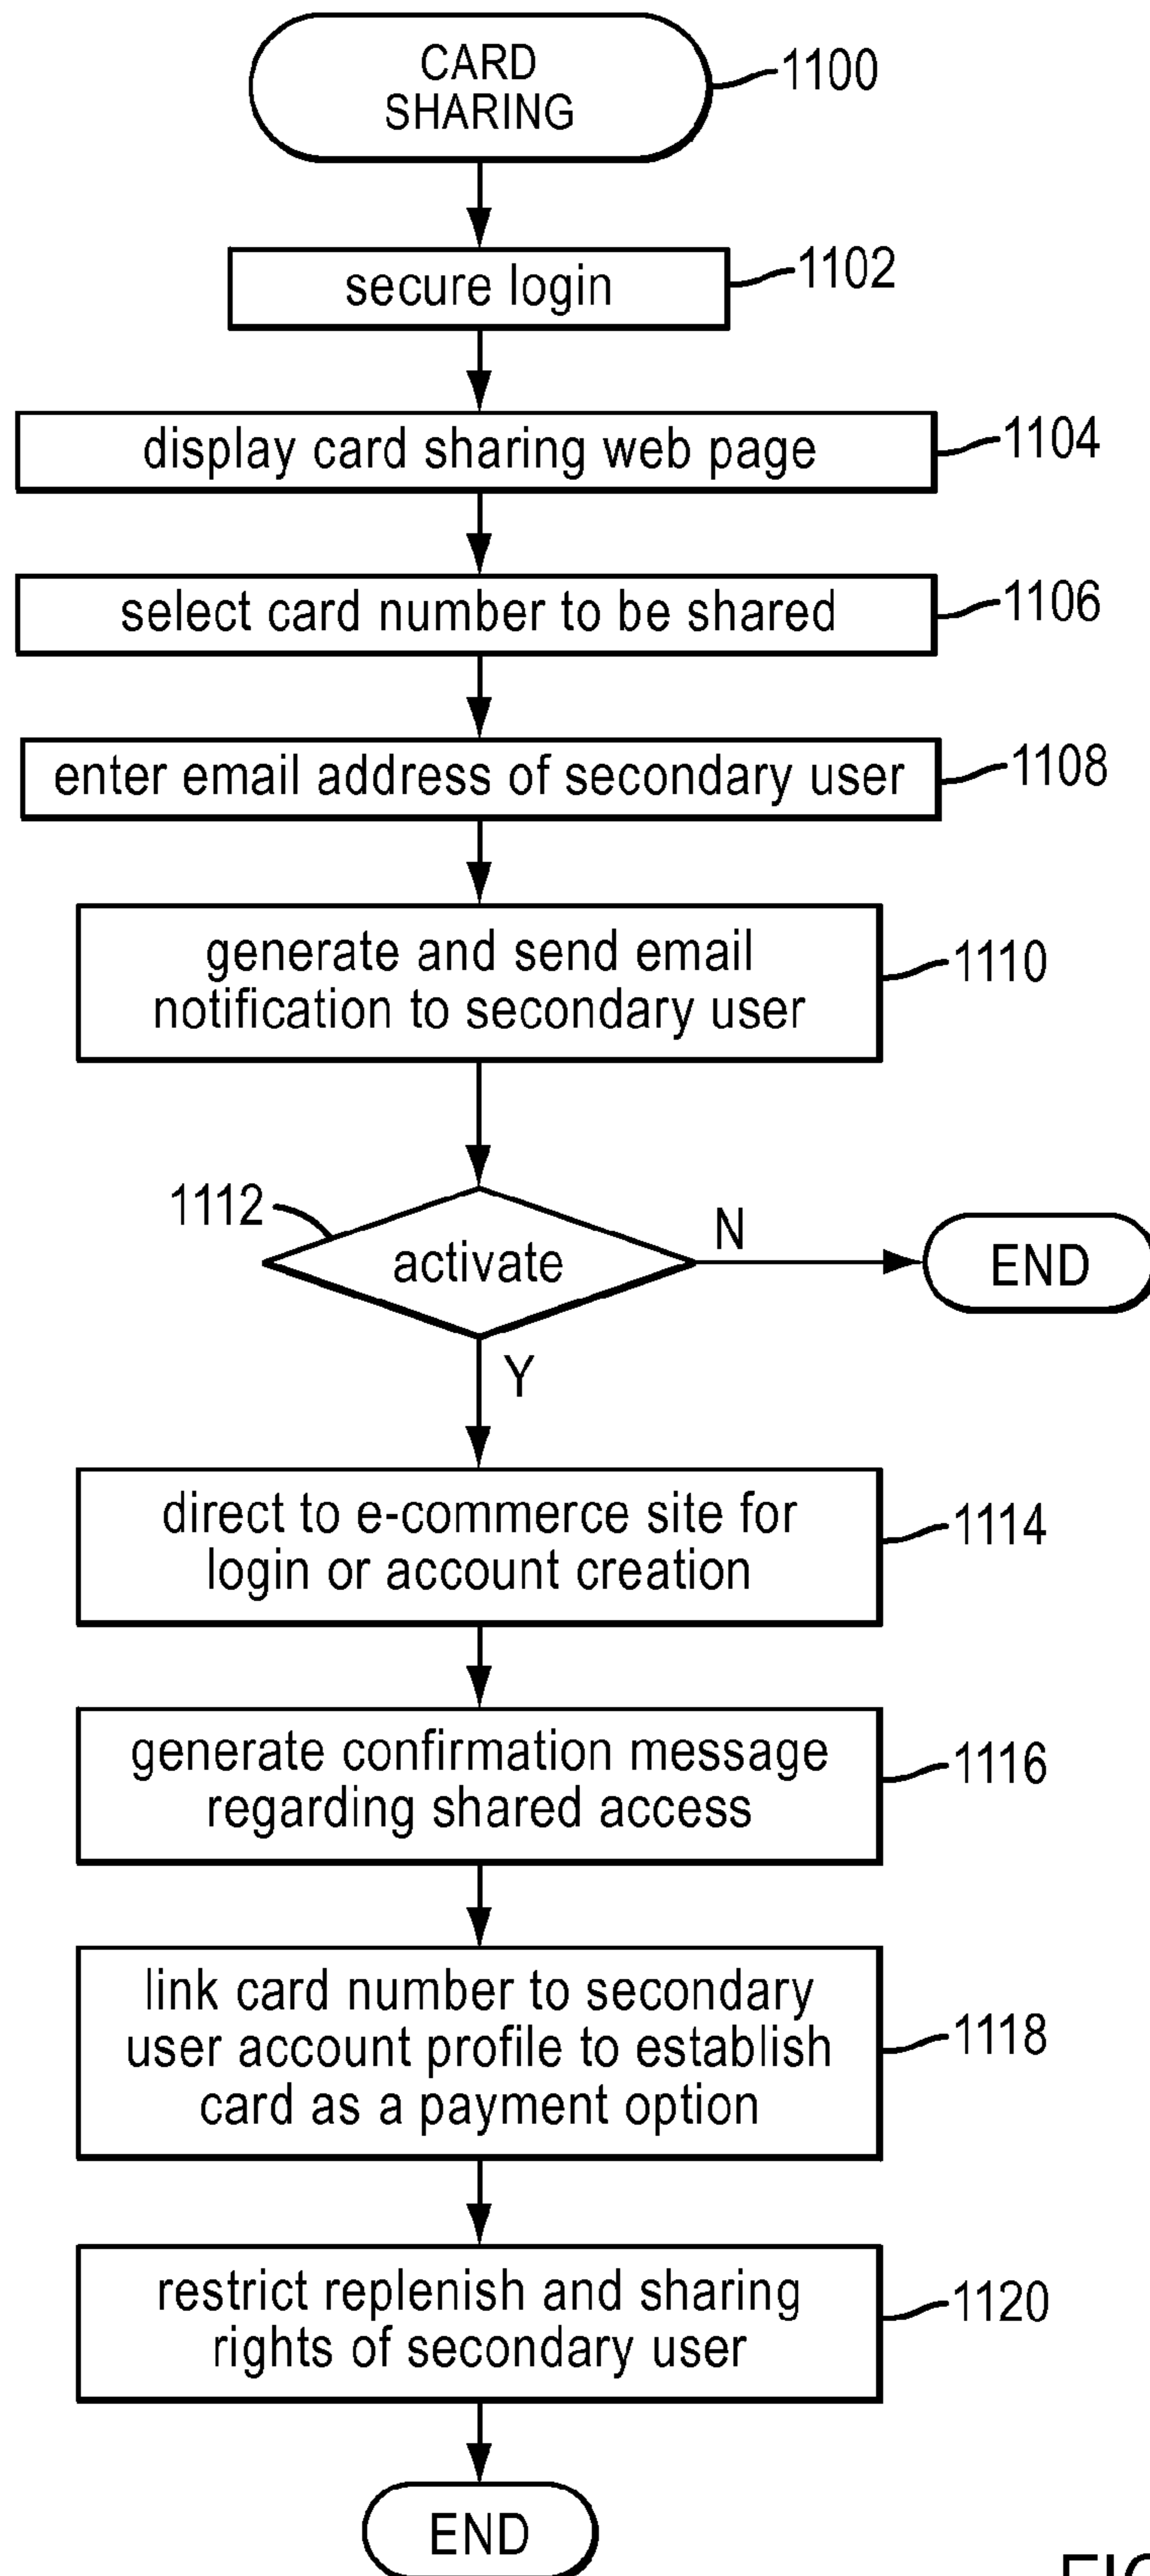 CARD
SHARING
1100
secure login
1102
display card sharing web page
1104
select card number to be shared
1106
enter email address of secondary user
1108
generate and send email
notification to secondary user
1110
1112
activate
N
END
Y
direct to e-commerce site for
login or account creation
1114
generate confirmation message
regarding shared access
1116
link card number to secondary
user account profile to establish
card as a payment option
1118
restrict replenish and sharing
rights of secondary user
1120
END